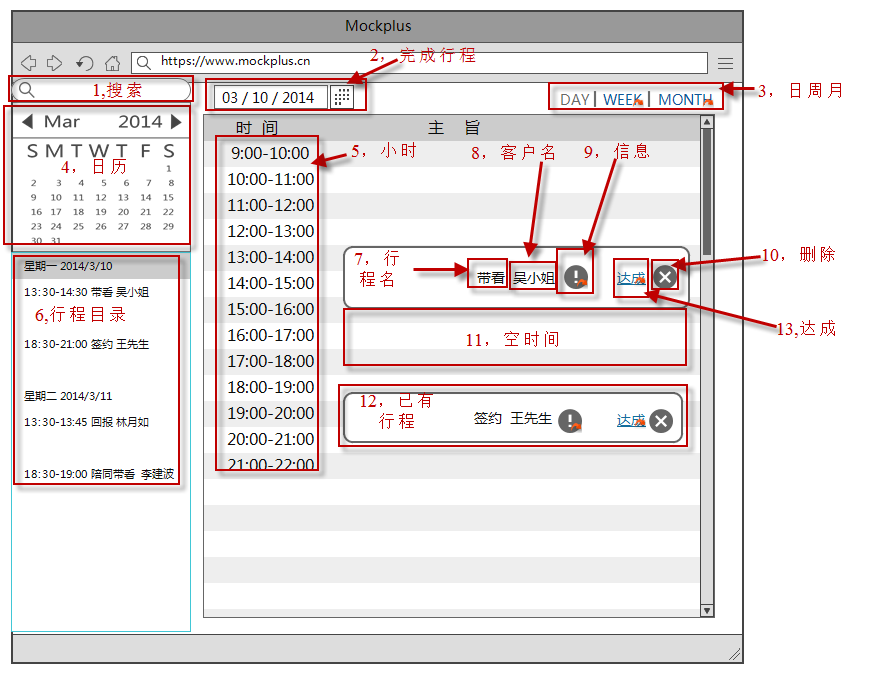 Mockplus
https://www.mockplus.cn
2，完成行程
1,搜索
03 / 10 / 2014
DAY | WEEK | MONTH
3，日周月
Mar 2014
时 间 主 旨
S M T W T F S
4，日历
1
2 3 4 5 6 7 8
9 10 11 12 13 14 15
16 17 18 19 20 21 22
23 24 25 26 27 28 29
30 31
9:00-10:00
10:00-11:00
11:00-12:00
12:00-13:00
13:00-14:00
14:00-15:00
15:00-16:00
16:00-17:00
17:00-18:00
18:00-19:00
19:00-20:00
20:00-21:00
21:00-22:00
5，小时
8，客户名
9，信息
7，行
程名
带看 吴小姐 达成
10，删除
13,达成
11，空时间
12，已有
行程
签约 王先生 达成
星期一 2014/3/10
13:30-14:30 带看 吴小姐
6,行程目录
18:30-21:00 签约 王先生
星期二 2014/3/11
13:30-13:45 回报 林月如
18:30-19:00 陪同带看 李建波